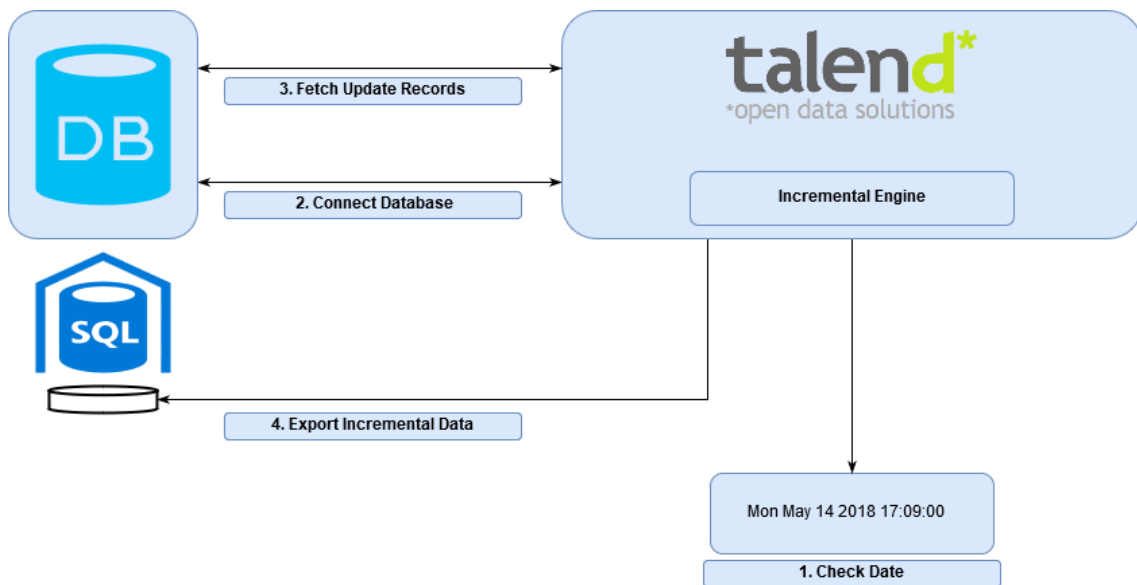 talend*
*open data solutions
DB
3. Fetch Update Records
2. Connect Database
Incremental Engine
SQL
4. Export Incremental Data
Mon May 14 2018 17:09:00
1. Check Date